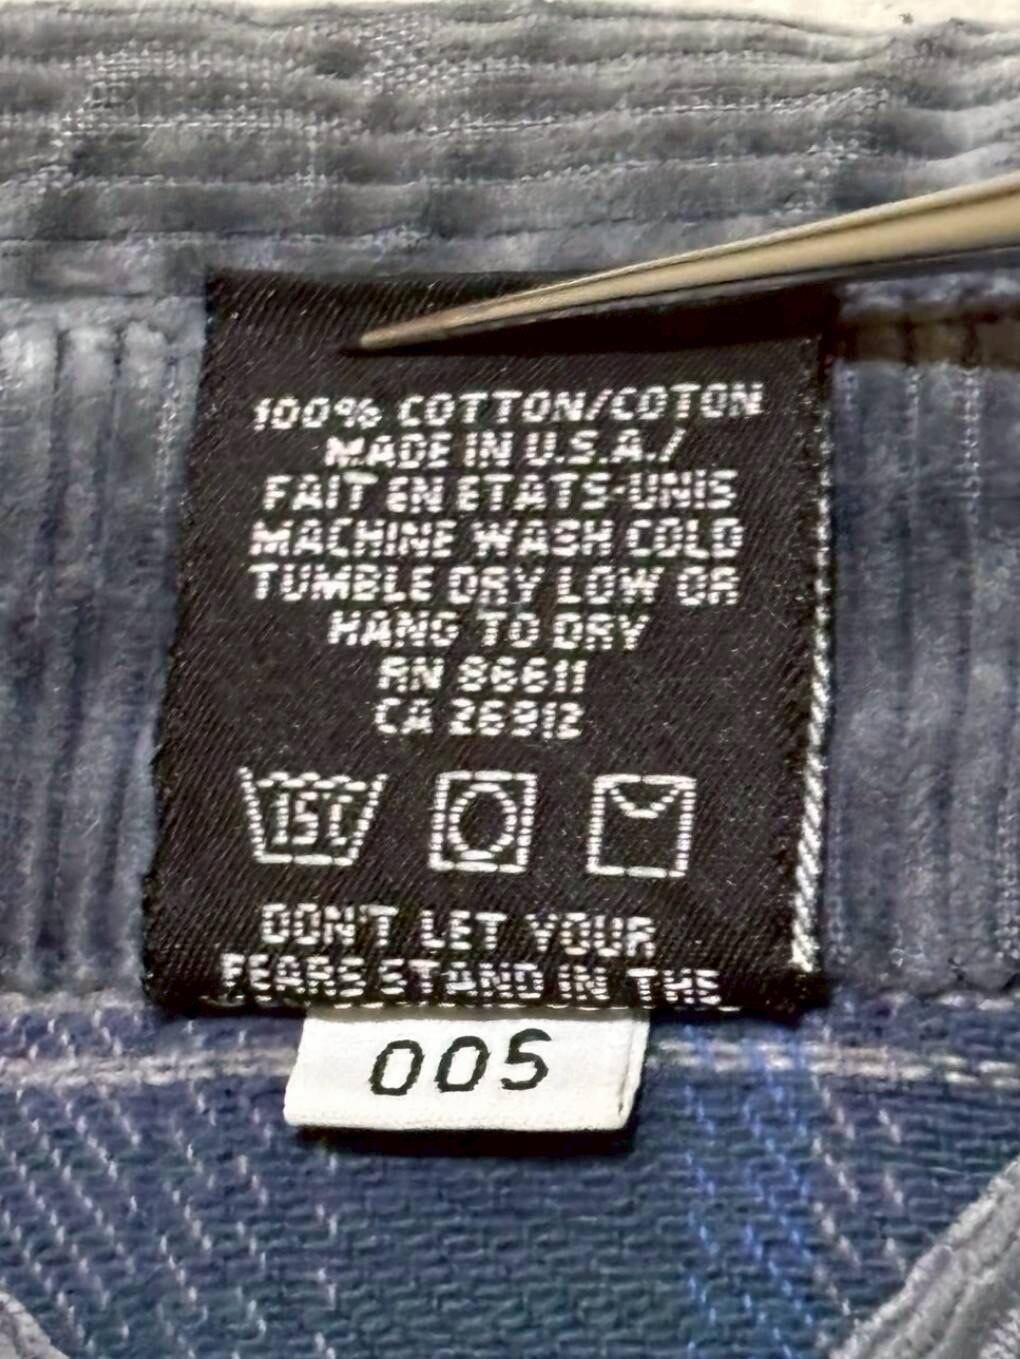 100% COTTON/COTON
MADE IN U.S.A./
FAIT EN ETATS-UNIS
MACHINE WASH COLD
TUMBLE DRY LOW OR
HANG TO DRY
RN 86611
CA 26912
DON'T LET YOUR
FEARS STAND IN THE
005